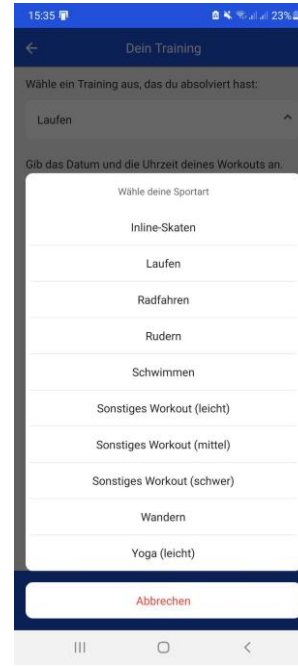 15:35 23%
Dein Training
Wähle ein Training aus, das du absolviert hast:
Laufen
Gib das Datum und die Uhrzeit deines Workouts an.
Wähle deine Sportart
Inline-Skaten
Laufen
Radfahren
Rudern
Schwimmen
Sonstiges Workout (leicht)
Sonstiges Workout (mittel)
Sonstiges Workout (schwer)
Wandern
Yoga (leicht)
Abbrechen